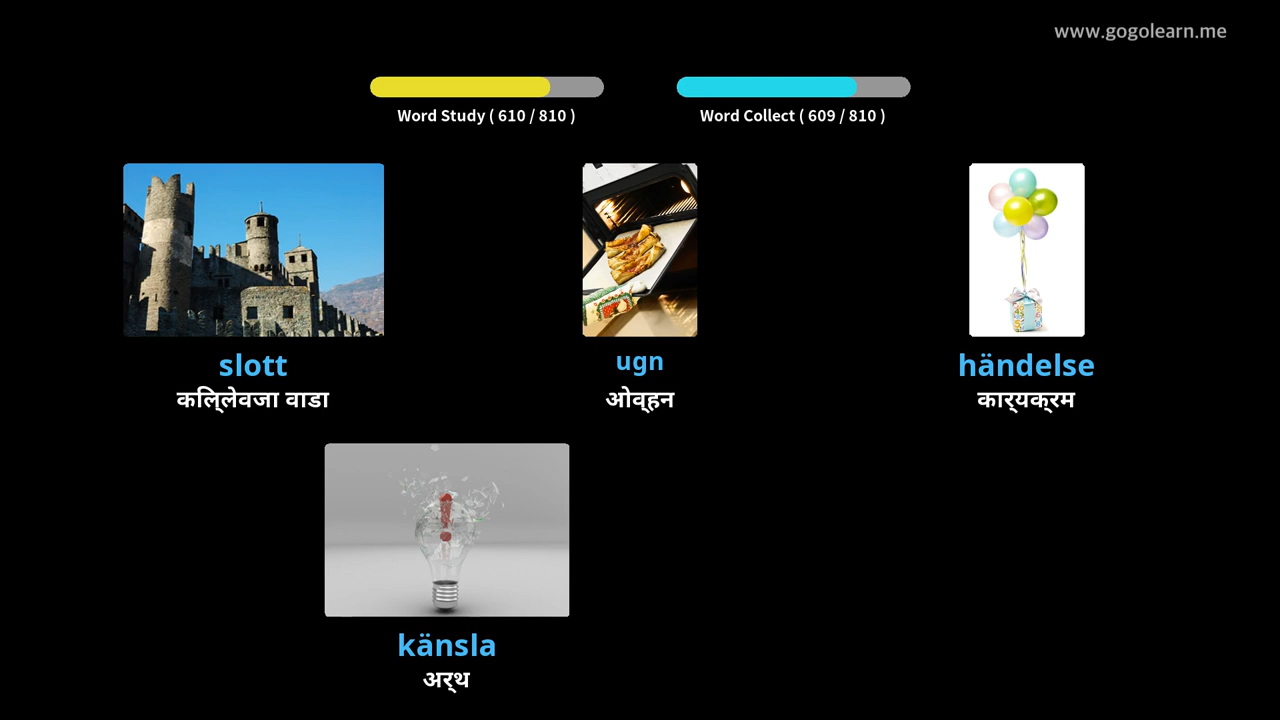 www.gogolearn.me
Word Study ( 610 / 810 )
Word Collect ( 609 / 810 )
slott
ugn
händelse
कल्लिेवजा वाडा
ओव्हन
कार्यक्रम
känsla
अर्थ